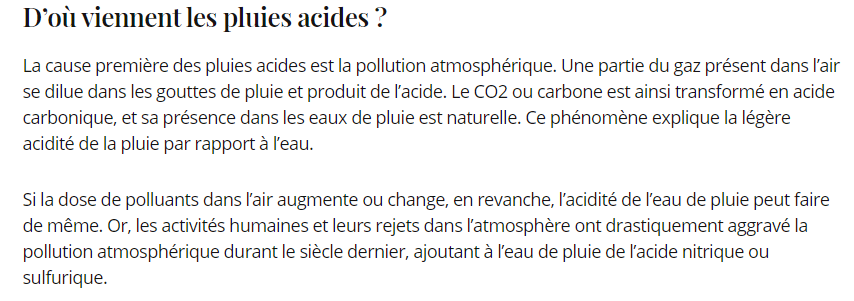 D’où viennent les pluies acides ?
La cause première des pluies acides est la pollution atmosphérique. Une partie du gaz présent dans l’air
se dilue dans les gouttes de pluie et produit de l’acide. Le CO2 ou carbone est ainsi transformé en acide
carbonique, et sa présence dans les eaux de pluie est naturelle. Ce phénomène explique la légère
acidité de la pluie par rapport à l’eau.
Si la dose de polluants dans l’air augmente ou change, en revanche, l’acidité de l’eau de pluie peut faire
de même. Or, les activités humaines et leurs rejets dans l’atmosphère ont drastiquement aggravé la
pollution atmosphérique durant le siècle dernier, ajoutant à l’eau de pluie de l’acide nitrique ou
sulfurique.